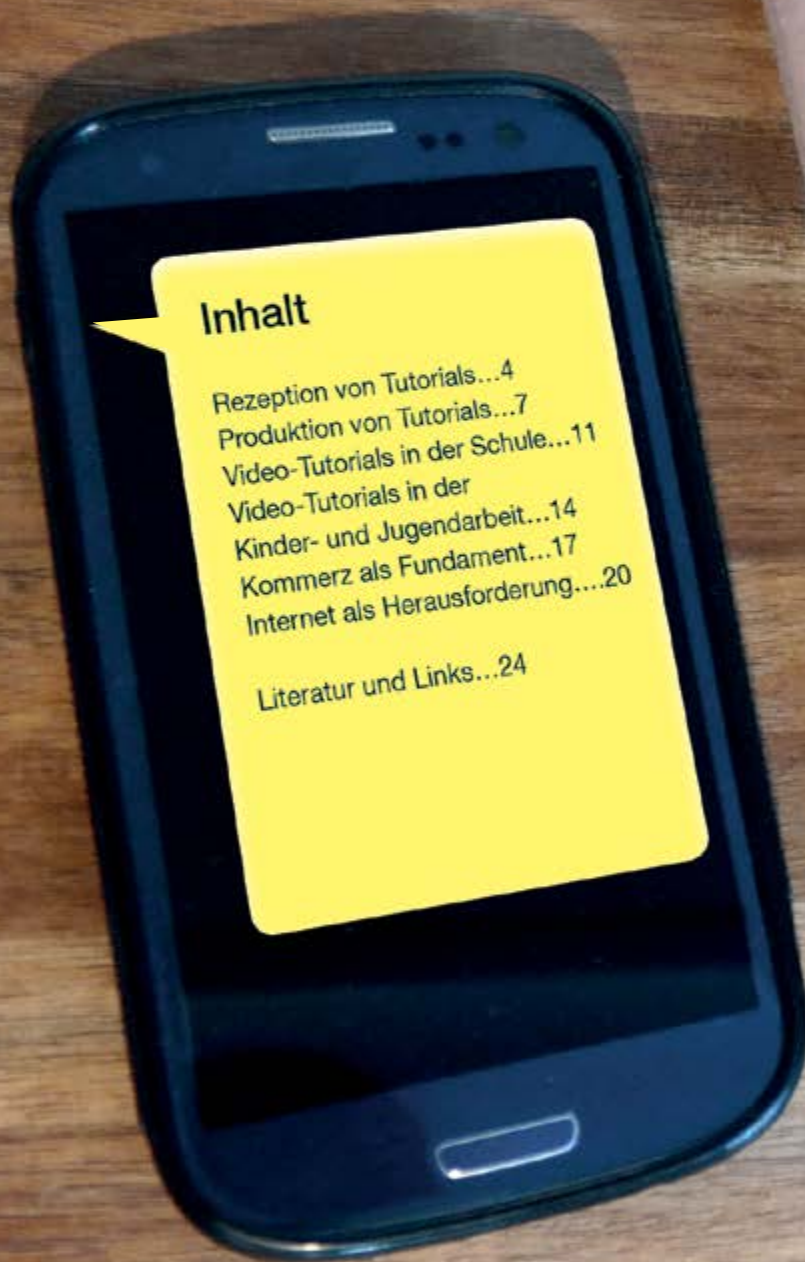 Inhalt
Rezeption von Tutorials...4
Produktion von Tutorials...7
Video-Tutorials in der Schule...11
Video-Tutorials in der
Kinder- und Jugendarbeit...14
Kommerz als Fundament...17
Internet als Herausforderung....20
Literatur und Links...24